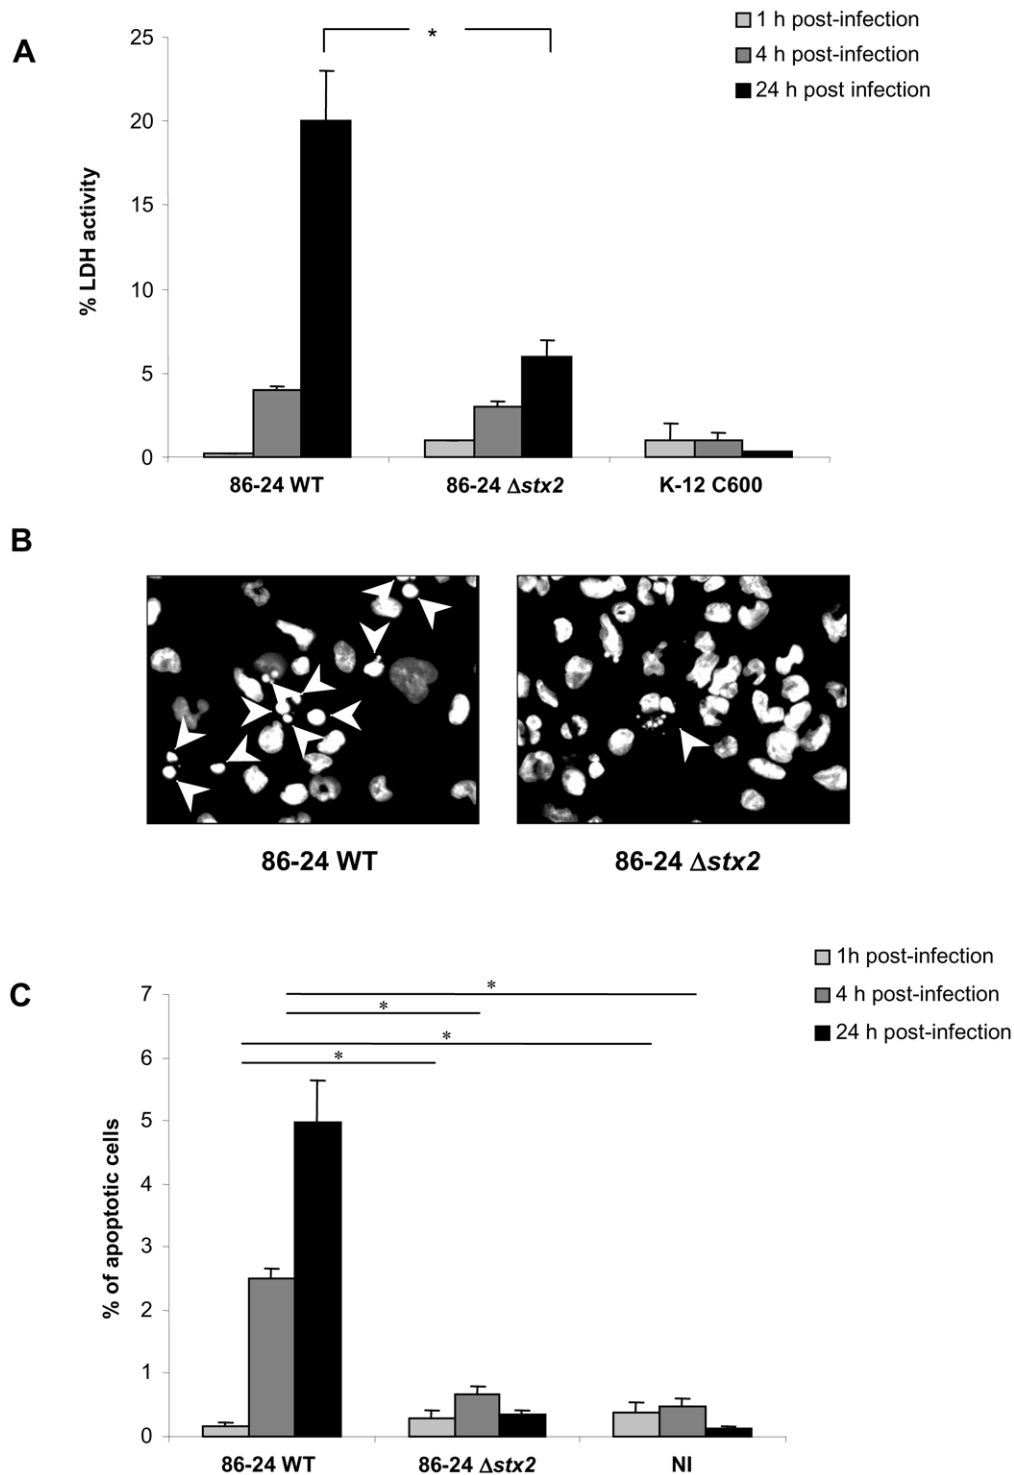 A
1 h post-infection
4 h post-infection
24 h post infection
25
20
15
10
5
0
% LDH activity
*
86-24 WT
86-24 Δstx2
K-12 C600
B
86-24 WT
86-24 Δstx2
C
1h post-infection
4 h post-infection
24 h post-infection
7
6
5
4
3
2
1
0
% of apoptotic cells
*
*
*
*
86-24 WT
86-24 Δstx2
NI